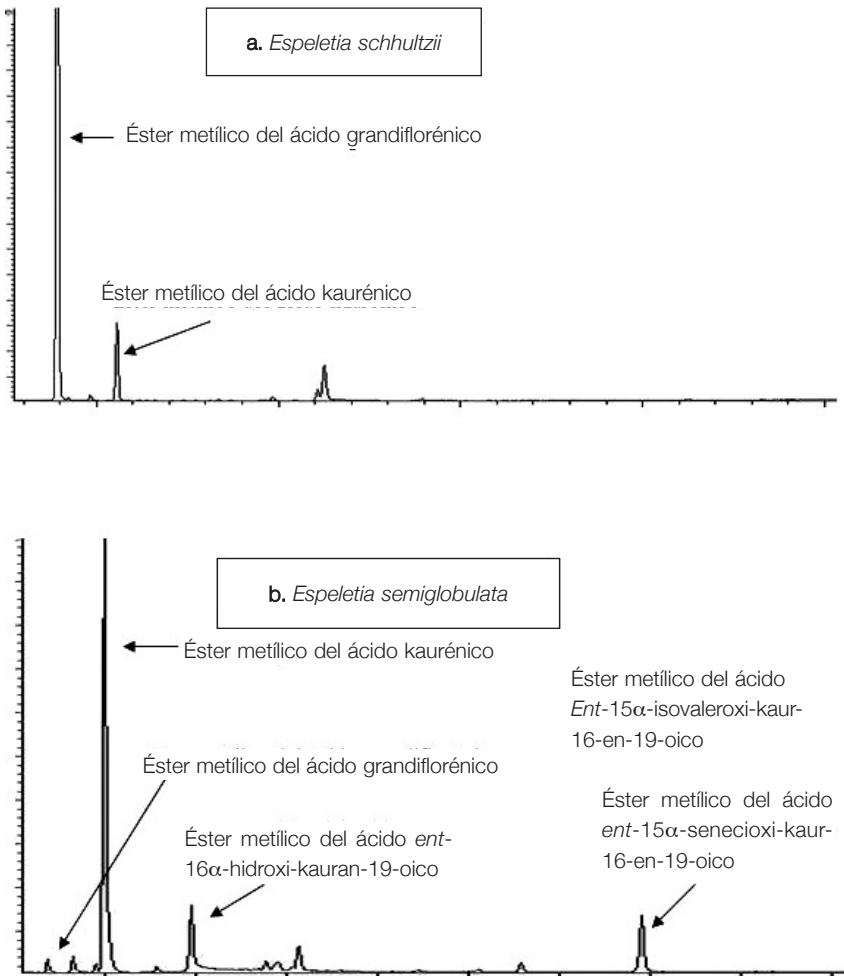 a. Espeletia schhultzii
Éster metílico del ácido grandiflorénico
Éster metílico del ácido kaurénico
b. Espeletia semiglobulata
Éster metílico del ácido kaurénico
Éster metílico del ácido
Ent-15α-isovaleroxi-kaur-
16-en-19-oico
Éster metílico del ácido grandiflorénico
Éster metílico del ácido ent-
16α-hidroxi-kauran-19-oico
Éster metílico del ácido
ent-15α-senecioxi-kaur-
16-en-19-oico